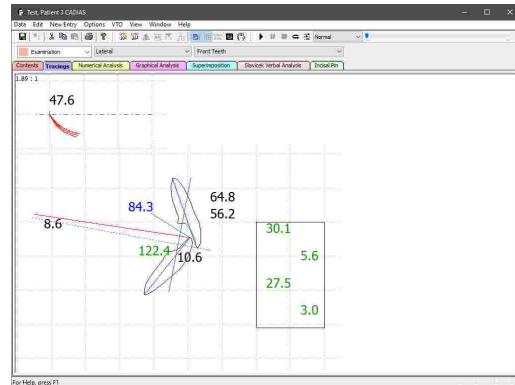 Test, Patient 3 CADIAS
Data Edit New Entry Options VTO View Window Help
Normal
Examination Lateral Front Teeth
Contents Tracings Numerical Analysis Graphical Analysis Superimposition Slavicek Verbal Analysis Incisal Pin
1.89 : 1
47.6
64.8
84.3 56.2
8.6
30.1
122.4 10.6 5.6
27.5
3.0
For Help, press F1